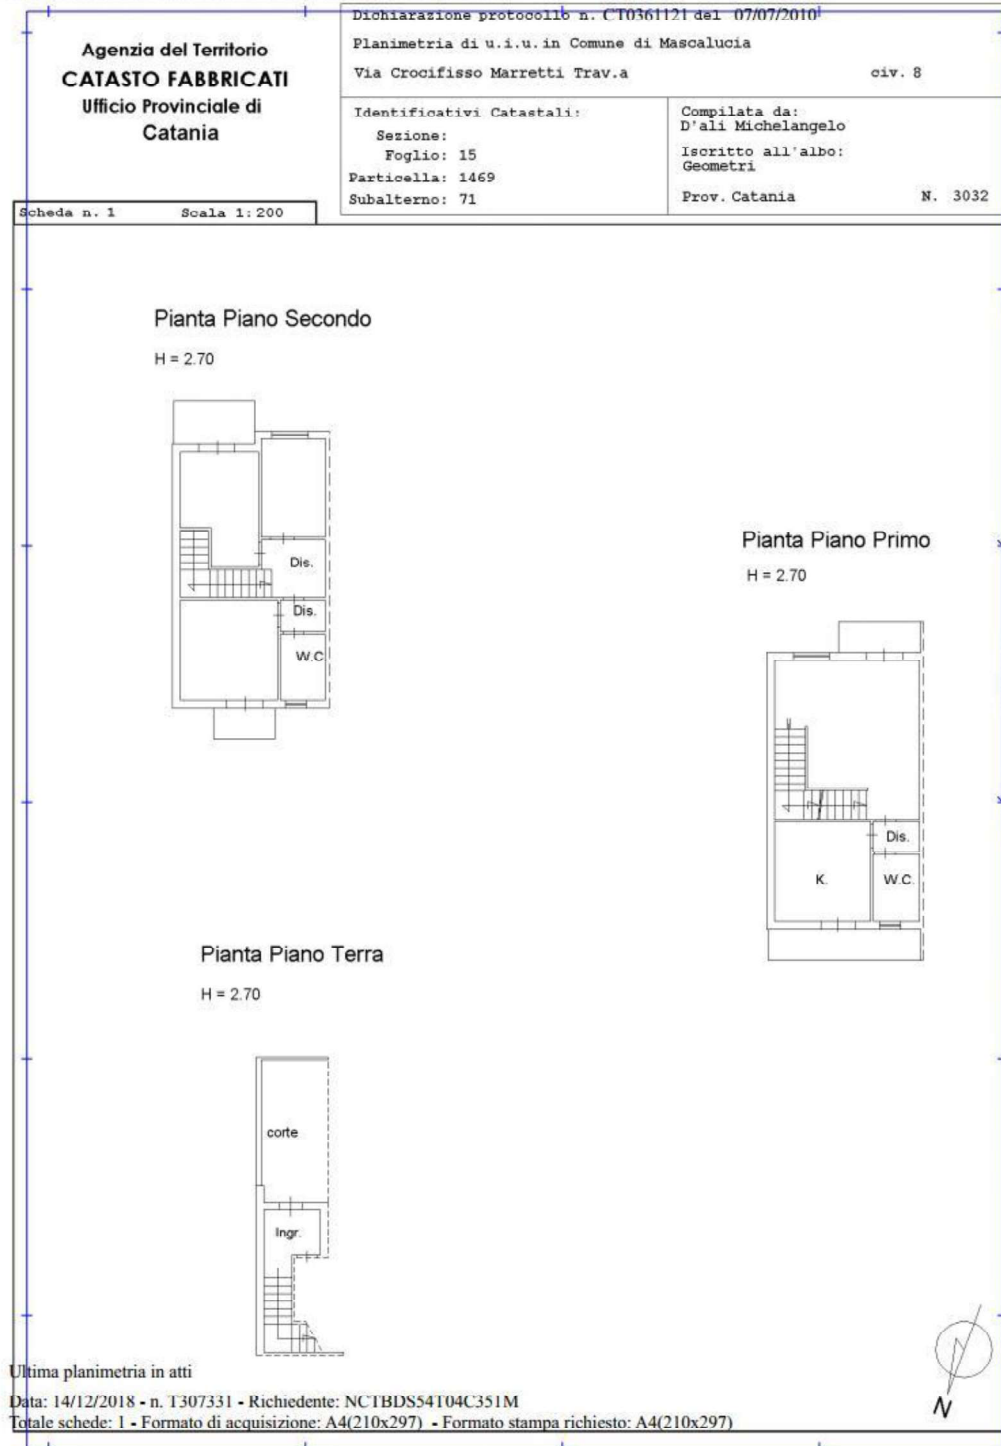 Agenzia del Territorio
CATASTO FABBRICATI
Ufficio Provinciale di
Catania
Dichiarazione protocollo n. CT0361121 del 07/07/2010
Planimetria di u.i.u. in Comune di Mascalucia
Via Crocifisso Marretti Trav.a civ. 8
Identificativi Catastali:
Sezione:
Foglio: 15
Particella: 1469
Subalterno: 71
Compilata da:
D'ali Michelangelo
Iscritto all'albo:
Geometri
Prov. Catania N. 3032
Scheda n. 1 Scala 1:200
Pianta Piano Secondo
H = 2.70
Dis.
Dis.
W.C
Pianta Piano Primo
H = 2.70
Dis.
K.
W.C.
Pianta Piano Terra
H = 2.70
corte
Ingr.
N
Ultima planimetria in atti
Data: 14/12/2018 - n. T307331 - Richiedente: NCTBDS54T04C351M
Totale schede: 1 - Formato di acquisizione: A4(210x297) - Formato stampa richiesto: A4(210x297)